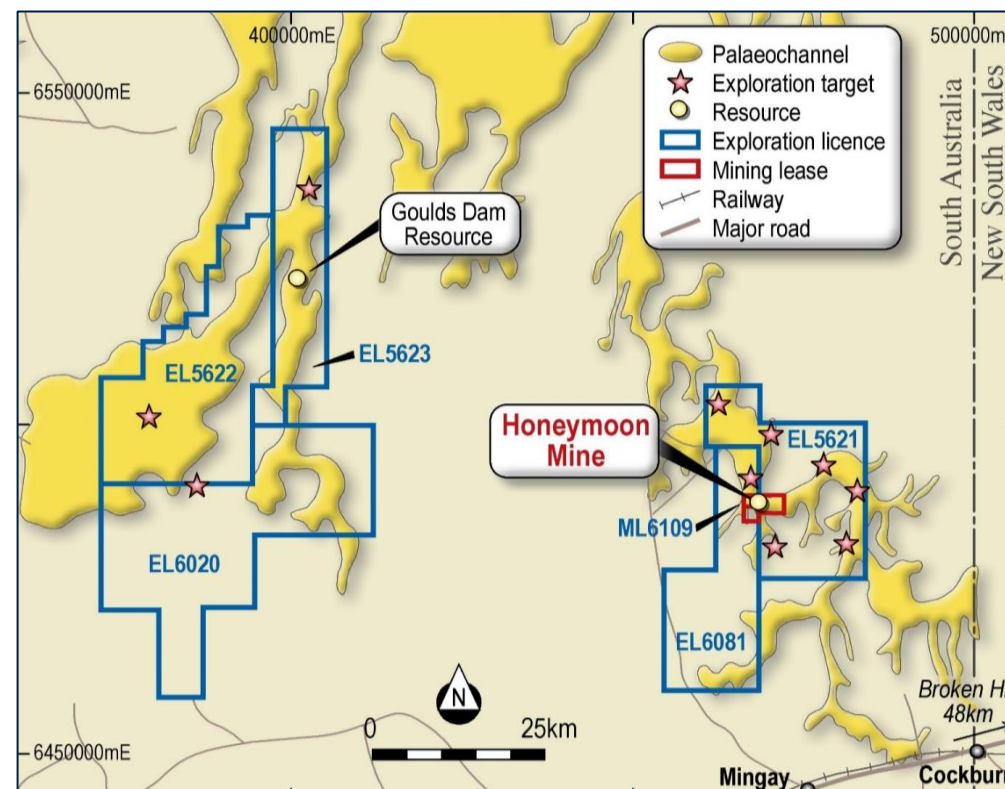 400000mE
500000m
6550000mE
Palaeochannel
Exploration target
Resource
Exploration licence
Mining lease
Railway
Major road
South Australia
New South Wales
Goulds Dam
Resource
EL5622
EL5623
Honeymoon
Mine
EL5621
ML6109
EL6020
EL6081
N
0
25km
Broken H
48km
6450000mE
Mingay
Cockburn